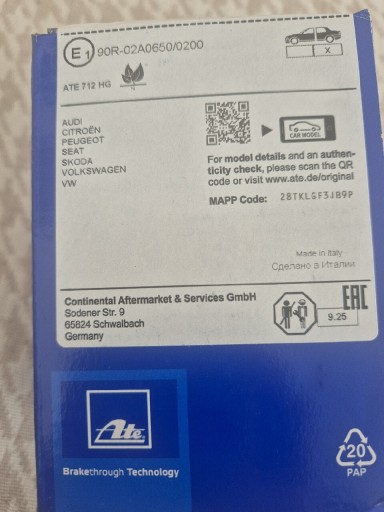 E1 90R-02A0650/0200
X
ATE 712 HG
AUDI
CITROËN
PEUGEOT
SEAT
SKODA
VOLKSWAGEN
VW
CAR MODEL
For model details and an authen-
ticity check, please scan the QR
code or visit www.ate.de/original
MAPP Code: 28TKLGF3JB9P
Made in Italy
Сделано в Италии
Continental Aftermarket & Services GmbH
Sodener Str. 9
65824 Schwalbach
Germany
EAC
9.25
Ate
Brakethrough Technology
20
PAP